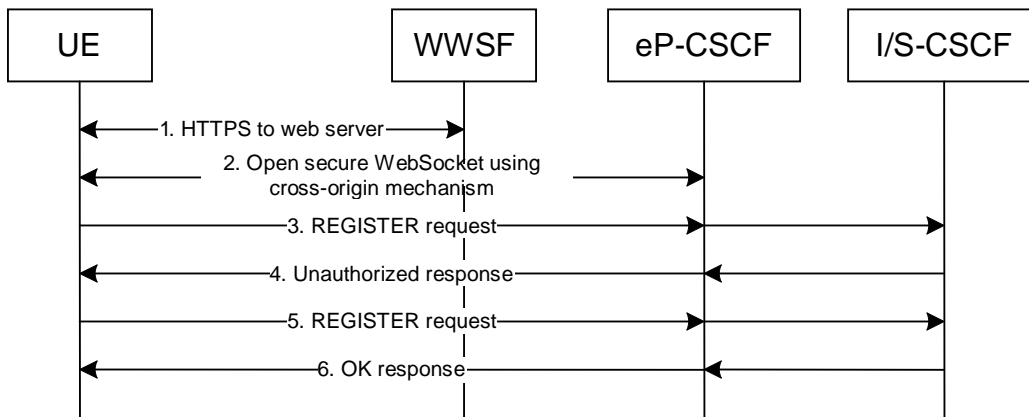 UE
WWSF
eP-CSCF
I/S-CSCF
1. HTTPS to web server
2. Open secure WebSocket using
cross-origin mechanism
3. REGISTER request
4. Unauthorized response
5. REGISTER request
6. OK response